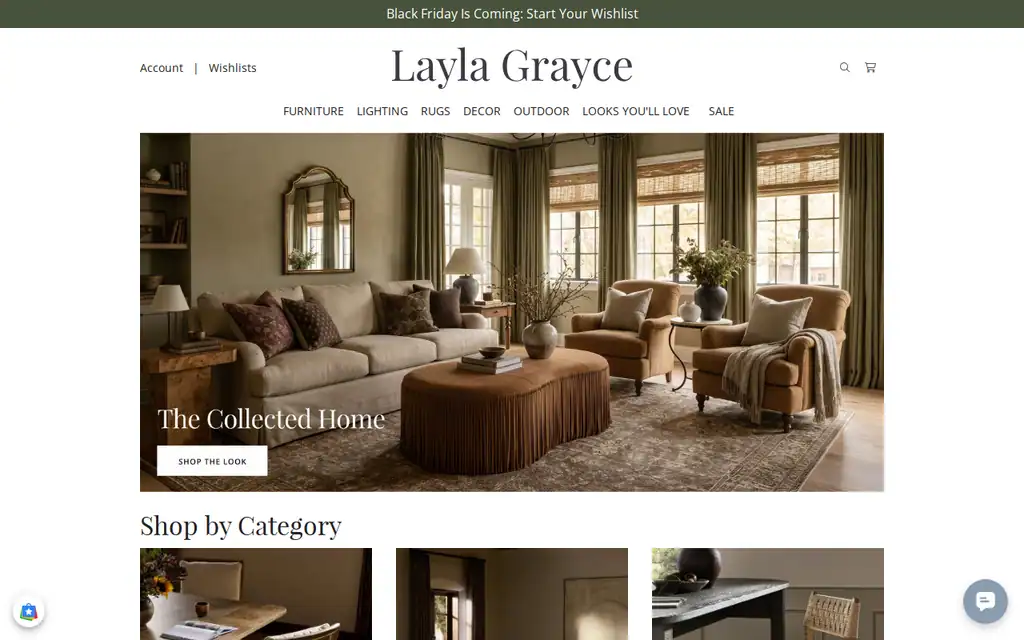 Black Friday Is Coming: Start Your Wishlist
Account | Wishlists
Layla Grayce
FURNITURE LIGHTING RUGS DECOR OUTDOOR LOOKS YOU'LL LOVE SALE
The Collected Home
SHOP THE LOOK
Shop by Category